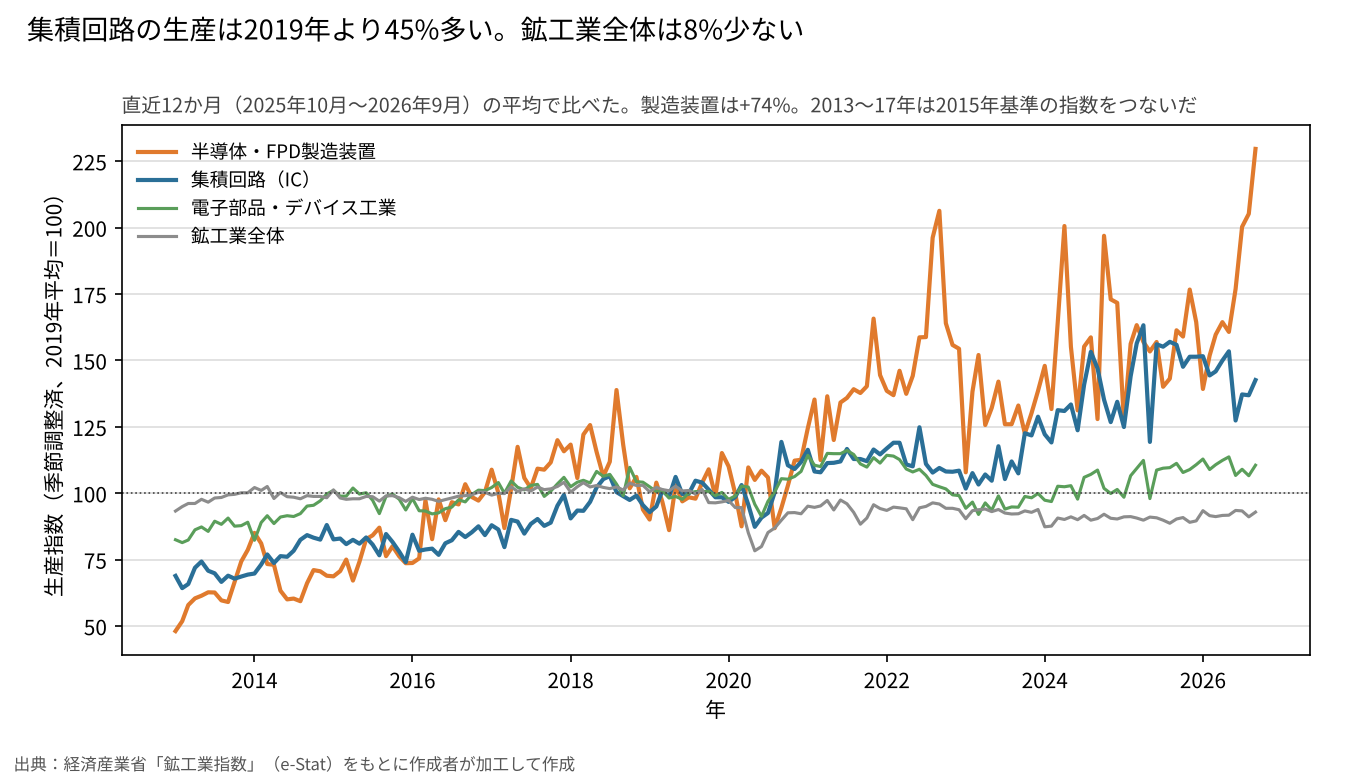 集積回路の生産は2019年より45%多い。鉱工業全体は8%少ない
直近12か月（2025年10月～2026年9月）の平均で比べた。製造装置は+74%。2013～17年は2015年基準の指数をつないだ
半導体・FPD製造装置
集積回路（IC）
電子部品・デバイス工業
鉱工業全体
生産指数（季節調整済、2019年平均＝100）
225
200
175
150
125
100
75
50
2014
2016
2018
2020
2022
2024
2026
年
出典：経済産業省「鉱工業指数」（e-Stat）をもとに作成者が加工して作成